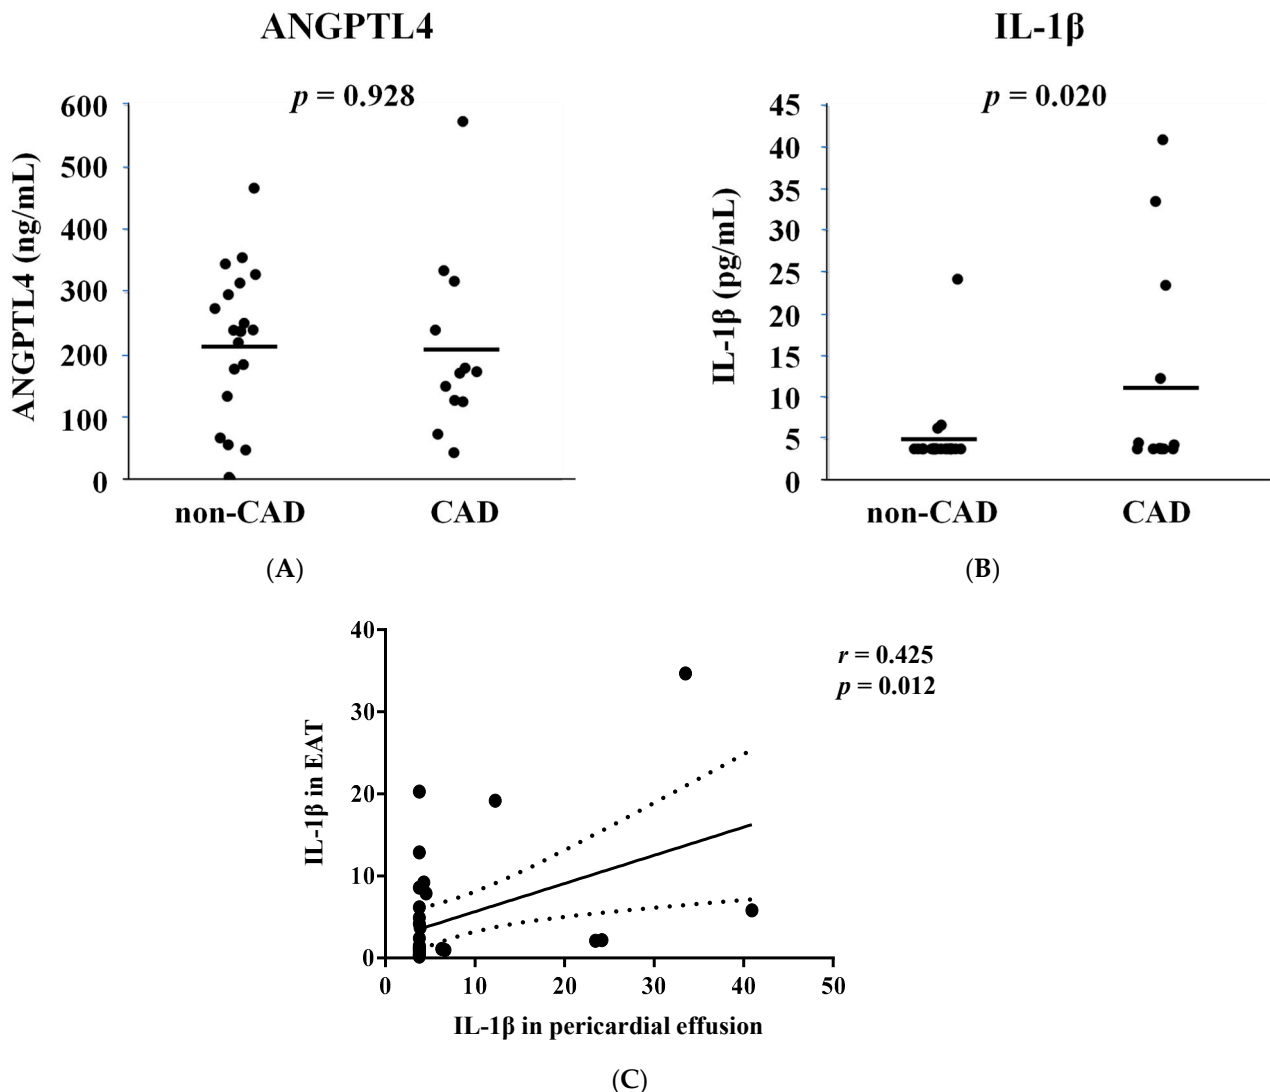 ANGPTL4
p = 0.928
ANGPTL4 (ng/mL)
600
500
400
300
200
100
0
non-CAD CAD
(A)
IL-1β
p = 0.020
IL-1β (pg/mL)
45
40
35
30
25
20
15
10
5
0
non-CAD CAD
(B)
r = 0.425
p = 0.012
IL-1β in EAT
40
30
20
10
0
0 10 20 30 40 50
IL-1β in pericardial effusion
(C)